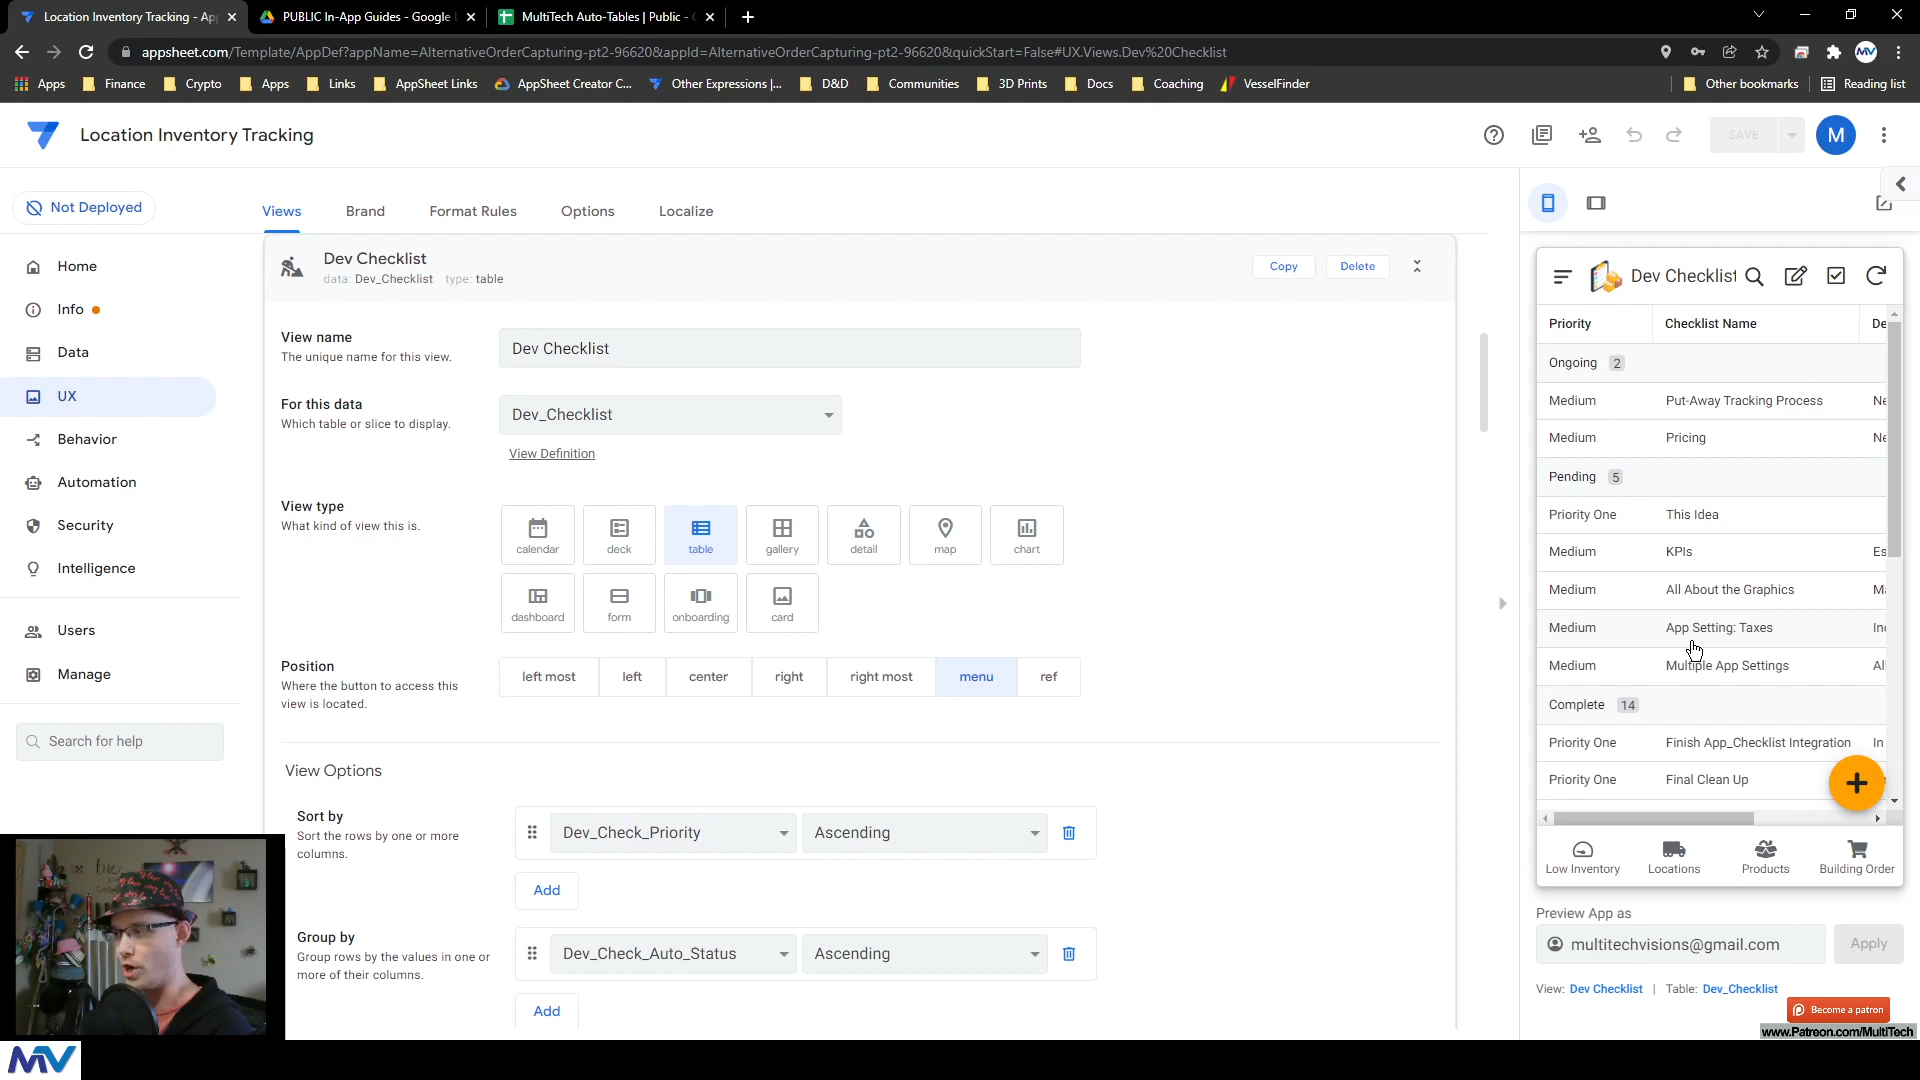 Location Inventory Tracking - Ap
PUBLIC In-App Guides - Google
MultiTech Auto-Tables | Public -
appsheet.com/Template/AppDef?appName=AlternativeOrderCapturing-pt2-96620&appId=AlternativeOrderCapturing-pt2-96620&quickStart=False#UX.Views.Dev%20Checklist
Apps Finance Crypto Apps Links AppSheet Links AppSheet Creator C... Other Expressions |... D&D Communities 3D Prints Docs Coaching VesselFinder Other bookmarks Reading list
Location Inventory Tracking
SAVE
M
Not Deployed
Home
Info
Data
UX
Behavior
Automation
Security
Intelligence
Users
Manage
Search for help
Views Brand Format Rules Options Localize
Dev Checklist
data: Dev_Checklist type: table
Copy Delete
View name
The unique name for this view.
Dev Checklist
For this data
Which table or slice to display.
Dev_Checklist
View Definition
View type
What kind of view this is.
calendar deck table gallery detail map chart
dashboard form onboarding card
Position
Where the button to access this
view is located.
left most left center right right most menu ref
View Options
Sort by
Sort the rows by one or more
columns.
Dev_Check_Priority Ascending
Add
Group by
Group rows by the values in one or
more of their columns.
Dev_Check_Auto_Status Ascending
Add
Dev Checklist
Priority Checklist Name De
Ongoing 2
Medium Put-Away Tracking Process Ne
Medium Pricing Ne
Pending 5
Priority One This Idea
Medium KPIs Es
Medium All About the Graphics Ma
Medium App Setting: Taxes Inc
Medium Multiple App Settings All
Complete 14
Priority One Finish App_Checklist Integration In
Priority One Final Clean Up
Low Inventory Locations Products Building Order
Preview App as
multitechvisions@gmail.com
Apply
View: Dev Checklist | Table: Dev_Checklist
Become a patron
www.Patreon.com/MultiTech
MV